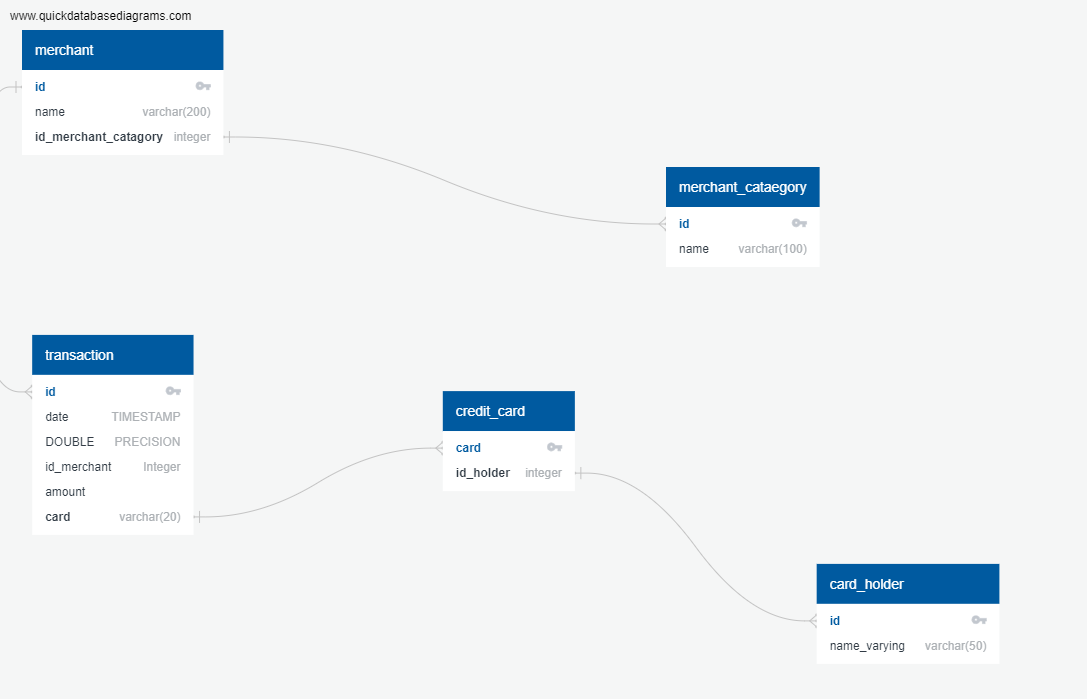 www.quickdatabasediagrams.com
merchant
id
name varchar(200)
id_merchant_catagory integer
merchant_cataegory
id
name varchar(100)
transaction
id
date TIMESTAMP
DOUBLE PRECISION
id_merchant Integer
amount
card varchar(20)
credit_card
card
id_holder integer
card_holder
id
name_varying varchar(50)